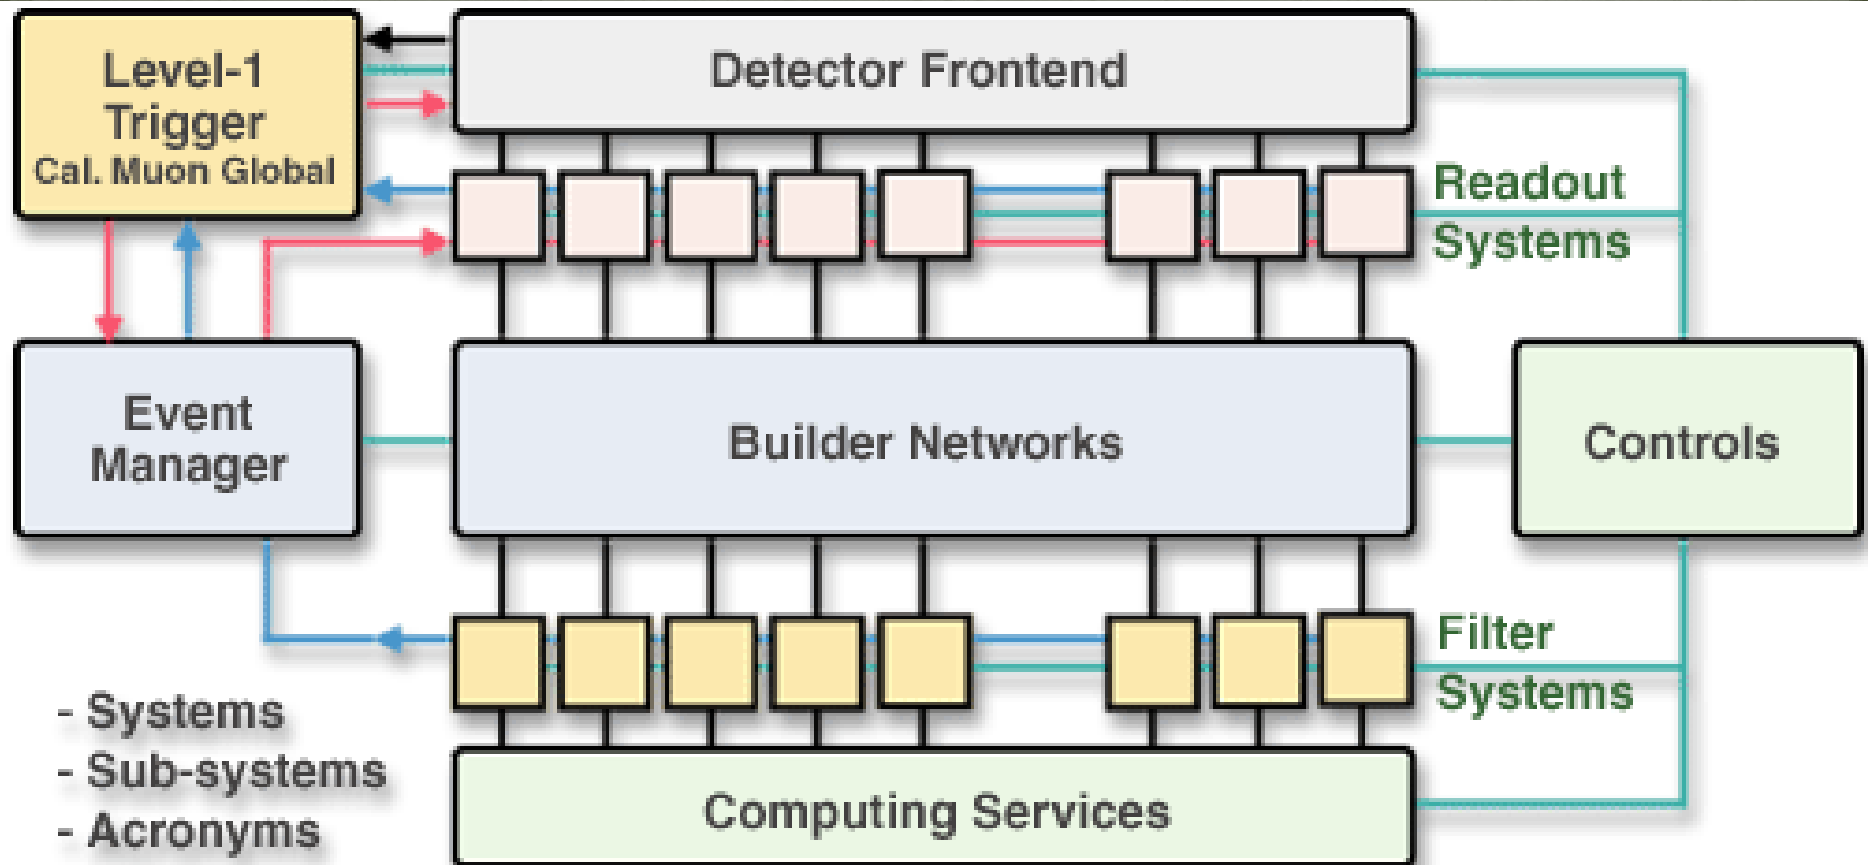 Level-1
Trigger
Cal. Muon Global
Detector Frontend
Readout
Systems
Event
Manager
Builder Networks
Controls
Filter
Systems
- Systems
- Sub-systems
- Acronyms
Computing Services